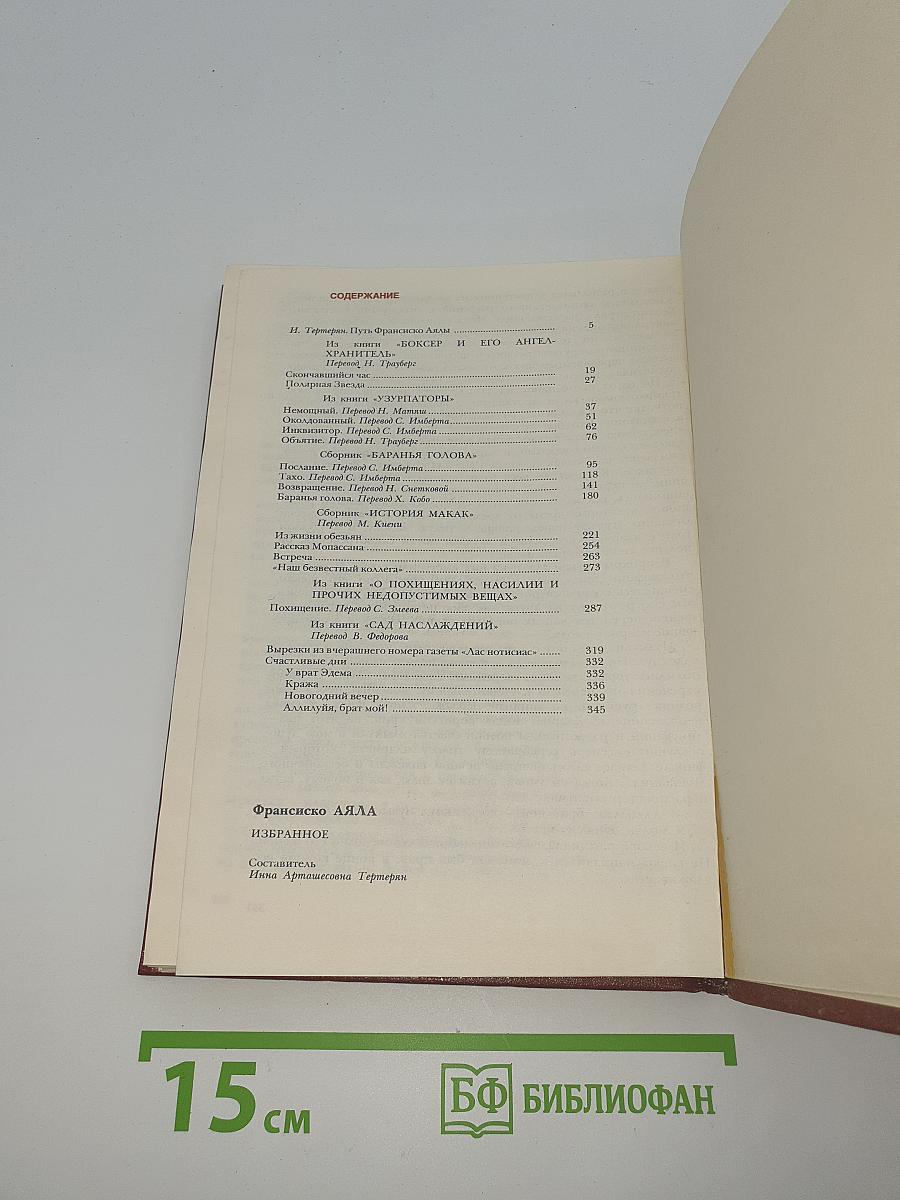 СОДЕРЖАНИЕ
И. Тертерян. Путь Франсиско Аялы ........ 5
Из книги «БОКСЕР И ЕГО АНГЕЛ-
ХРАНИТЕЛЬ»
Перевод Н. Трауберг
Скончавшийся час ........ 19
Полярная Звезда ........ 27
Из книги «УЗУРПАТОРЫ»
Немощный. Перевод Н. Матяш ........ 37
Околдованный. Перевод С. Имберта ........ 51
Инквизитор. Перевод С. Имберта ........ 62
Объятие. Перевод Н. Трауберг ........ 76
Сборник «БАРАНЬЯ ГОЛОВА»
Послание. Перевод С. Имберта ........ 95
Тахо. Перевод С. Имберта ........ 118
Возвращение. Перевод Н. Снетковой ........ 141
Баранья голова. Перевод Х. Кобо ........ 180
Сборник «ИСТОРИЯ МАКАК»
Перевод М. Киени
Из жизни обезьян ........ 221
Рассказ Мопассана ........ 254
Встреча ........ 263
«Наш безвестный коллега» ........ 273
Из книги «О ПОХИЩЕНИЯХ, НАСИЛИИ И
ПРОЧИХ НЕДОПУСТИМЫХ ВЕЩАХ»
Похищение. Перевод С. Змеева ........ 287
Из книги «САД НАСЛАЖДЕНИЙ»
Перевод В. Федорова
Вырезки из вчерашнего номера газеты «Лас нотисиас» ........ 319
Счастливые дни ........ 332
У врат Эдема ........ 332
Кража ........ 336
Новогодний вечер ........ 339
Аллилуйя, брат мой! ........ 345
Франсиско АЯЛА
ИЗБРАННОЕ
Составитель
Инна Арташесовна Тертерян
15 см
БФ БИБЛИОФАН